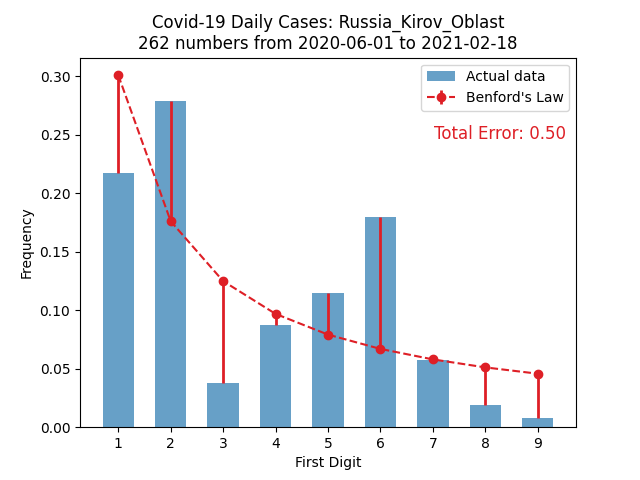 Covid-19 Daily Cases: Russia_Kirov_Oblast
262 numbers from 2020-06-01 to 2021-02-18
Actual data
Benford's Law
Total Error: 0.50
0.30
0.25
0.20
0.15
0.10
0.05
0.00
Frequency
1 2 3 4 5 6 7 8 9
First Digit